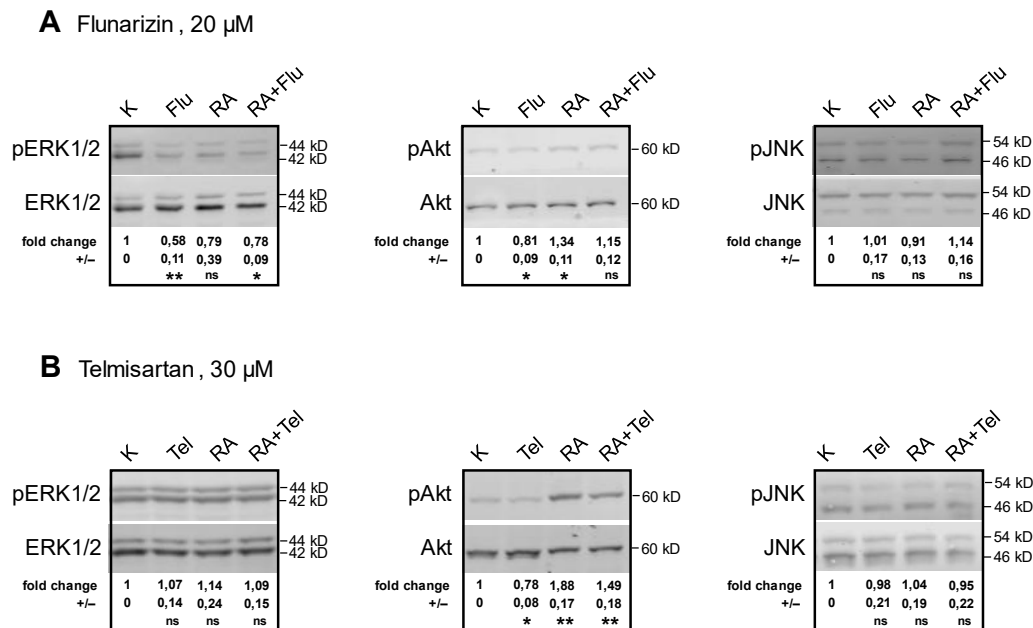 A Flunarizin , 20 µM
K Flu RA RA+Flu
pERK1/2
44 kD
42 kD
ERK1/2
44 kD
42 kD
fold change 1 0,58 0,79 0,78
+/– 0 0,11 0,39 0,09
** ns *
K Flu RA RA+Flu
pAkt
60 kD
Akt
60 kD
1 0,81 1,34 1,15
0 0,09 0,11 0,12
* * ns
K Flu RA RA+Flu
pJNK
54 kD
46 kD
JNK
54 kD
46 kD
fold change 1 1,01 0,91 1,14
+/– 0 0,17 0,13 0,16
ns ns ns
B Telmisartan , 30 µM
K Tel RA RA+Tel
pERK1/2
44 kD
42 kD
ERK1/2
44 kD
42 kD
fold change 1 1,07 1,14 1,09
+/– 0 0,14 0,24 0,15
ns ns ns
K Tel RA RA+Tel
pAkt
60 kD
Akt
60 kD
fold change 1 0,78 1,88 1,49
+/– 0 0,08 0,17 0,18
* ** **
K Tel RA RA+Tel
pJNK
54 kD
46 kD
JNK
54 kD
46 kD
fold change 1 0,98 1,04 0,95
+/– 0 0,21 0,19 0,22
ns ns ns